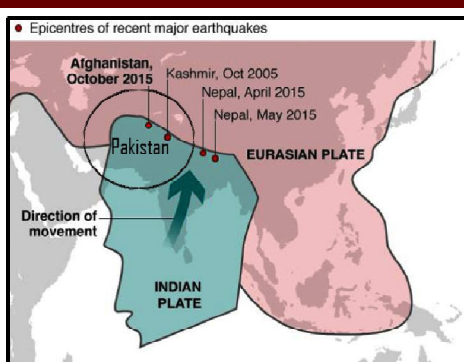 Epicentres of recent major earthquakes
Afghanistan,
October 2015
Kashmir, Oct 2005
Nepal, April 2015
Nepal, May 2015
Pakistan
EURASIAN PLATE
Direction of
movement
INDIAN
PLATE